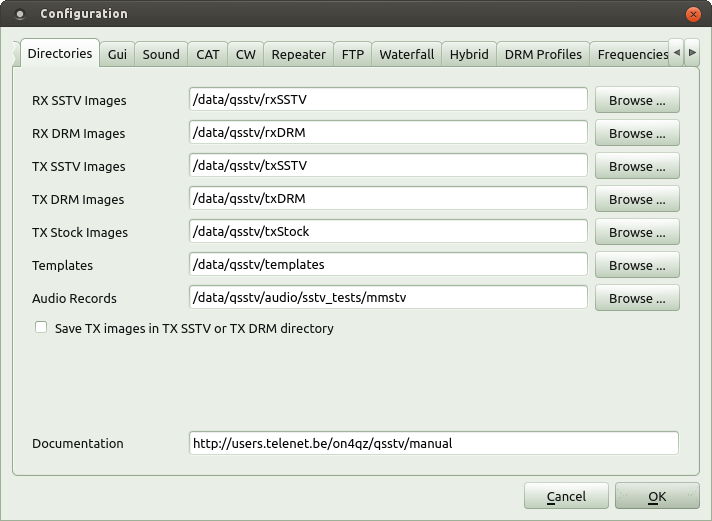 Configuration
Directories Gui Sound CAT CW Repeater FTP Waterfall Hybrid DRM Profiles Frequencies
RX SSTV Images /data/qsstv/rxSSTV Browse ...
RX DRM Images /data/qsstv/rxDRM Browse ...
TX SSTV Images /data/qsstv/txSSTV Browse ...
TX DRM Images /data/qsstv/txDRM Browse ...
TX Stock Images /data/qsstv/txStock Browse ...
Templates /data/qsstv/templates Browse ...
Audio Records /data/qsstv/audio/sstv_tests/mmstv Browse ...
Save TX images in TX SSTV or TX DRM directory
Documentation http://users.telenet.be/on4qz/qsstv/manual
Cancel OK